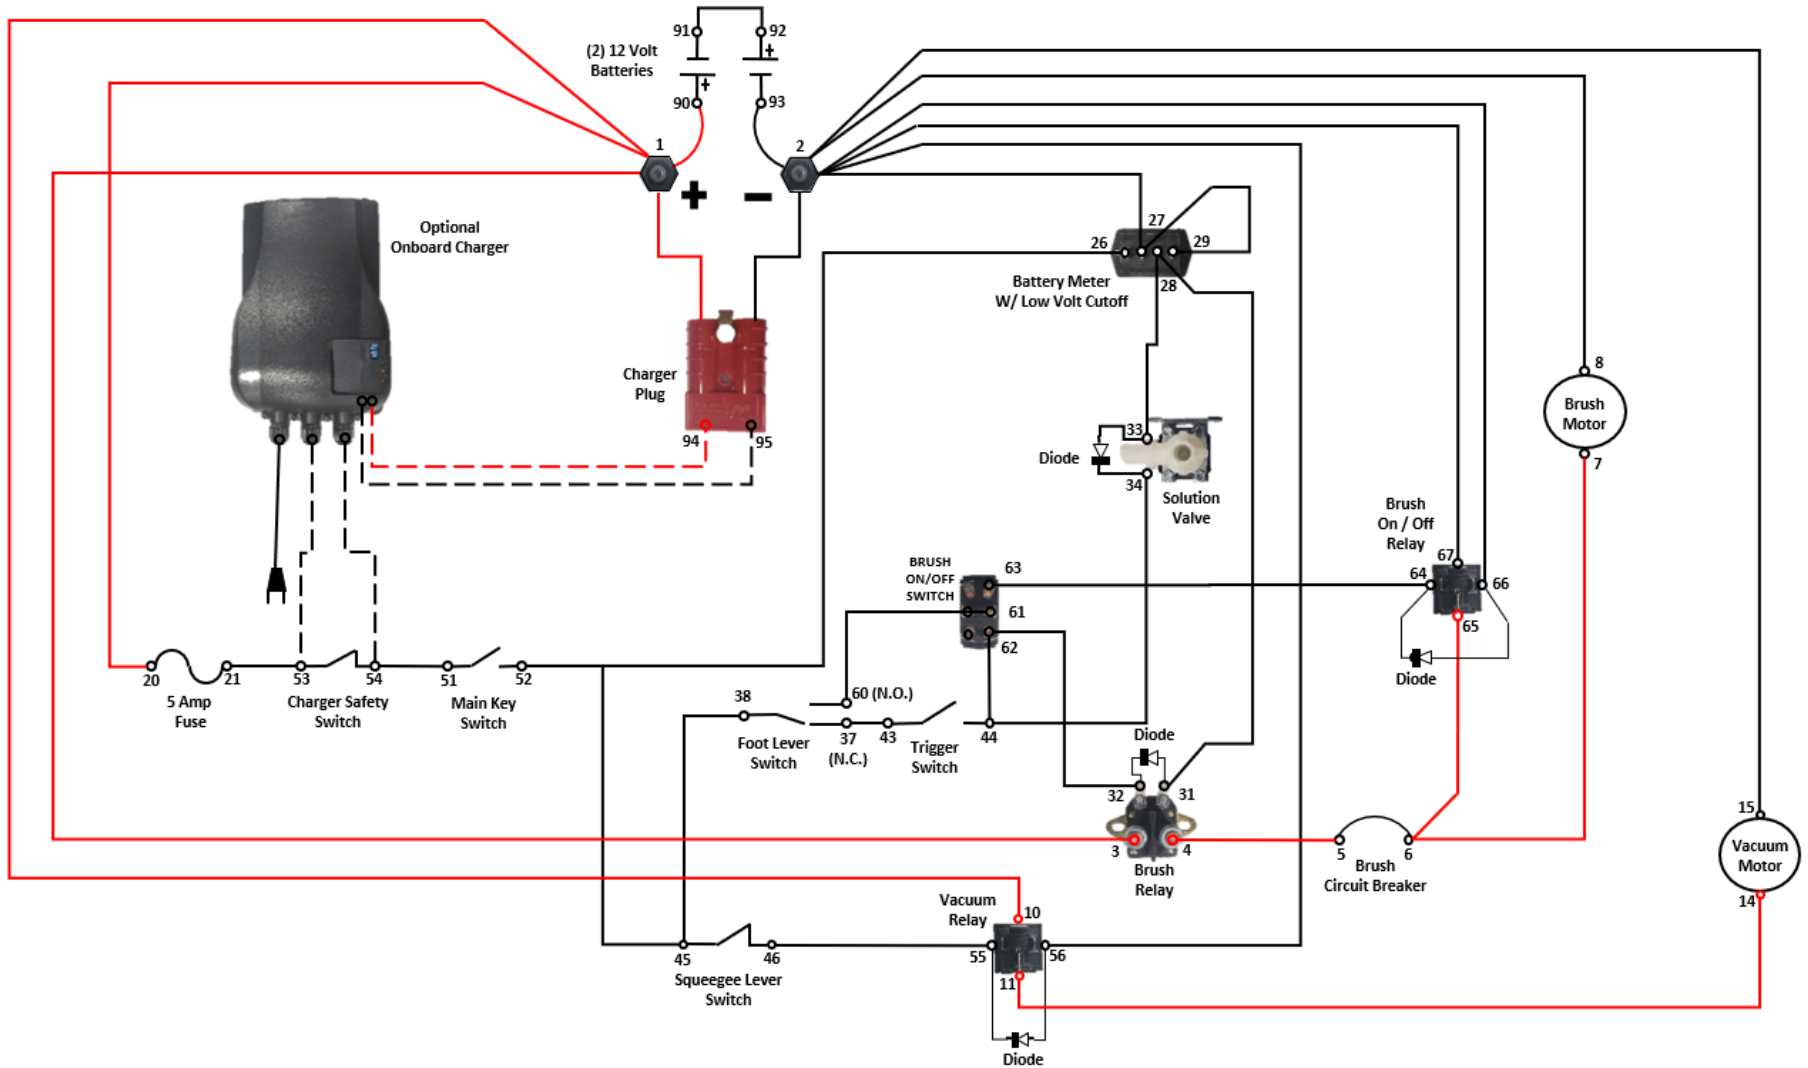 91
92
(2) 12 Volt
Batteries
+
+
90
93
1
2
+
−
Optional
Onboard Charger
27
26
29
Battery Meter
W/ Low Volt Cutoff
28
8
Brush
Motor
7
Charger
Plug
94
95
33
Diode
34
Solution
Valve
Brush
On / Off
Relay
67
64
66
65
Diode
BRUSH
ON/OFF
SWITCH
63
61
62
20
21
53
54
51
52
5 Amp
Fuse
Charger Safety
Switch
Main Key
Switch
38
60 (N.O.)
37
(N.C.)
43
44
Foot Lever
Switch
Trigger
Switch
Diode
32
31
3
4
Brush
Relay
5
6
Brush
Circuit Breaker
15
Vacuum
Motor
14
Vacuum
Relay
10
45
46
55
56
11
Squeegee Lever
Switch
Diode